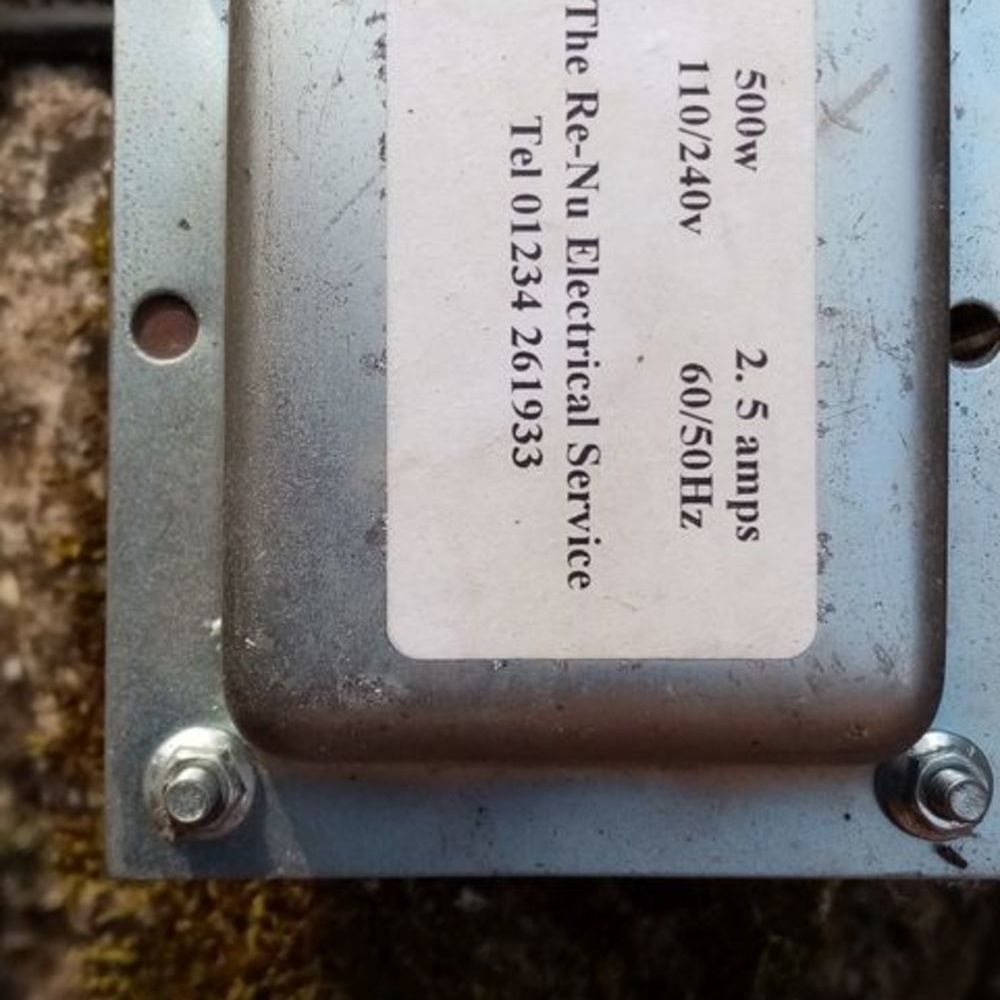 500w 2. 5 amps
110/240v 60/50Hz
The Re-Nu Electrical Service
Tel 01234 261933